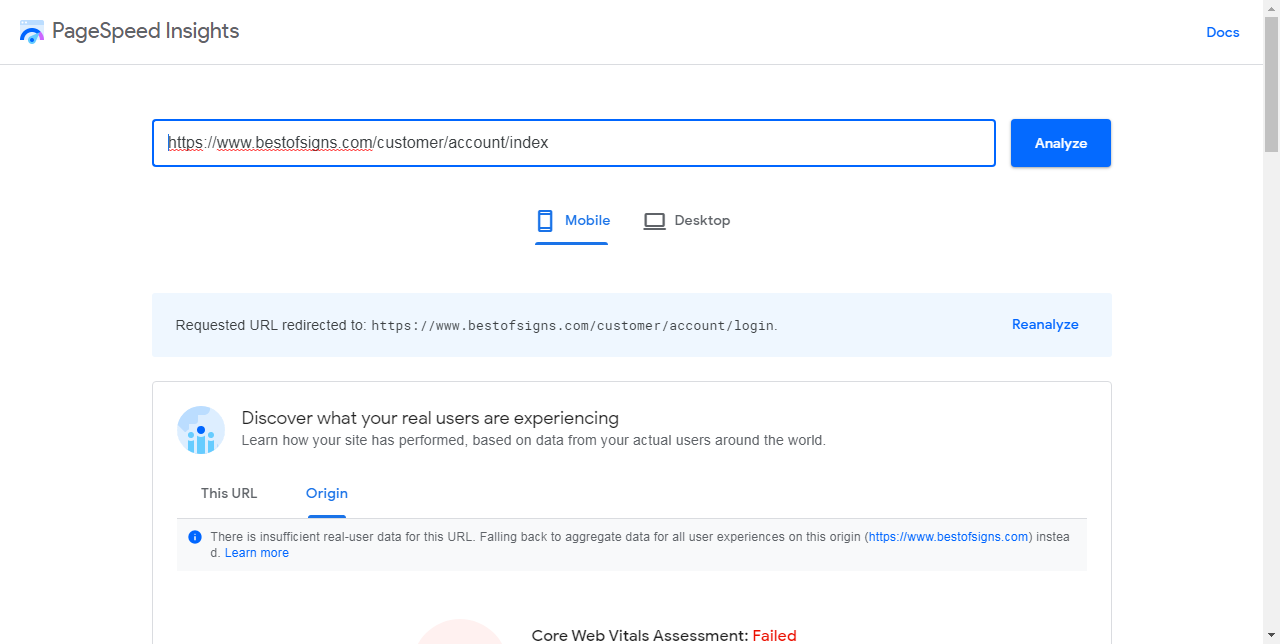 PageSpeed Insights
Docs
https://www.bestofsigns.com/customer/account/index
Analyze
Mobile
Desktop
Requested URL redirected to: https://www.bestofsigns.com/customer/account/login.
Reanalyze
Discover what your real users are experiencing
Learn how your site has performed, based on data from your actual users around the world.
This URL
Origin
There is insufficient real-user data for this URL. Falling back to aggregate data for all user experiences on this origin (https://www.bestofsigns.com) instea
d. Learn more
Core Web Vitals Assessment: Failed